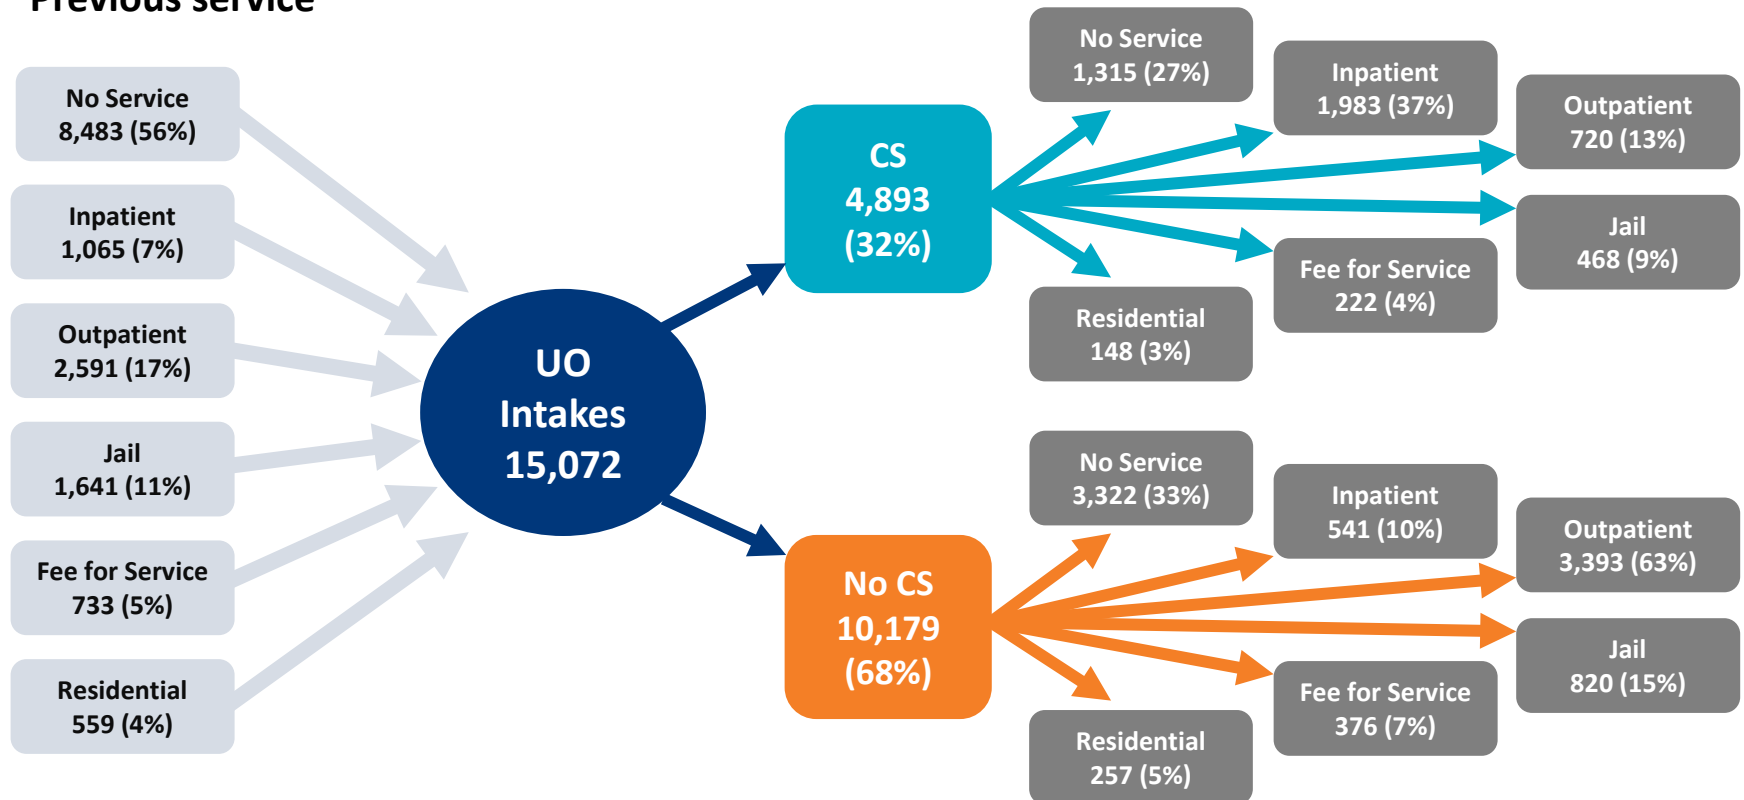 Previous service
No Service
8,483 (56%)
Inpatient
1,065 (7%)
Outpatient
2,591 (17%)
Jail
1,641 (11%)
Fee for Service
733 (5%)
Residential
559 (4%)
UO
Intakes
15,072
CS
4,893
(32%)
No Service
1,315 (27%)
Inpatient
1,983 (37%)
Outpatient
720 (13%)
Jail
468 (9%)
Fee for Service
222 (4%)
Residential
148 (3%)
No CS
10,179
(68%)
No Service
3,322 (33%)
Inpatient
541 (10%)
Outpatient
3,393 (63%)
Jail
820 (15%)
Fee for Service
376 (7%)
Residential
257 (5%)